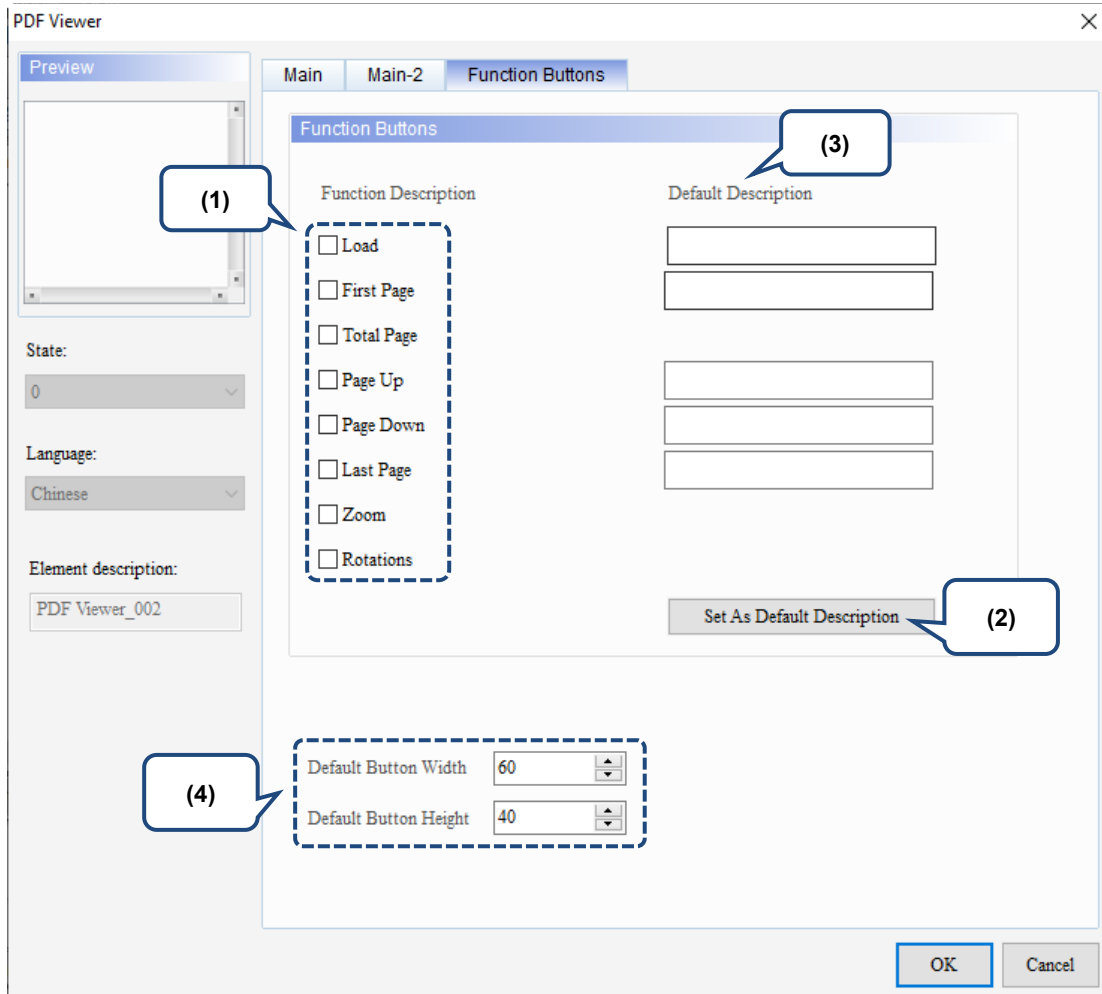 PDF Viewer
Preview
Main Main-2 Function Buttons
Function Buttons
(3)
(1)
Function Description Default Description
Load
First Page
Total Page
State:
Page Up
0
Page Down
Language:
Last Page
Chinese
Zoom
Rotations
Element description:
PDF Viewer_002
Set As Default Description
(2)
Default Button Width 60
(4)
Default Button Height 40
OK Cancel